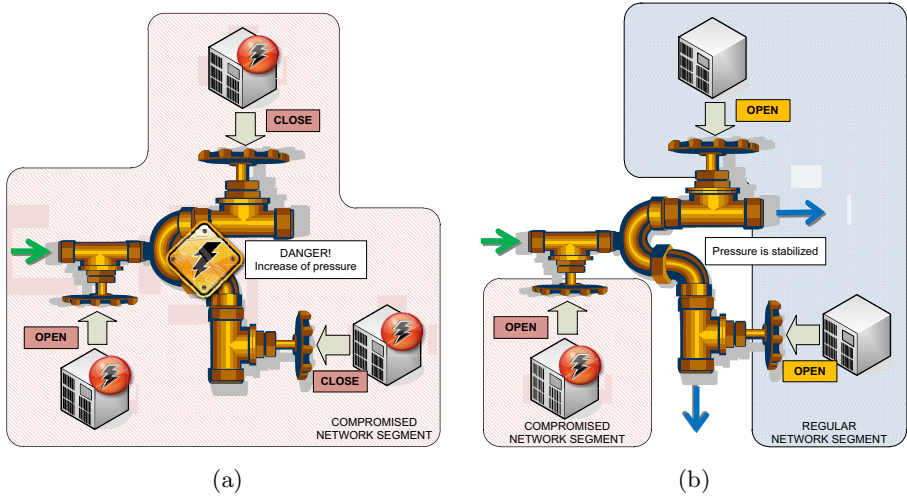 CLOSE
DANGER!
Increase of pressure
OPEN
CLOSE
COMPROMISED
NETWORK SEGMENT
(a)
OPEN
Pressure is stabilized
OPEN
OPEN
COMPROMISED
NETWORK SEGMENT
REGULAR
NETWORK SEGMENT
(b)